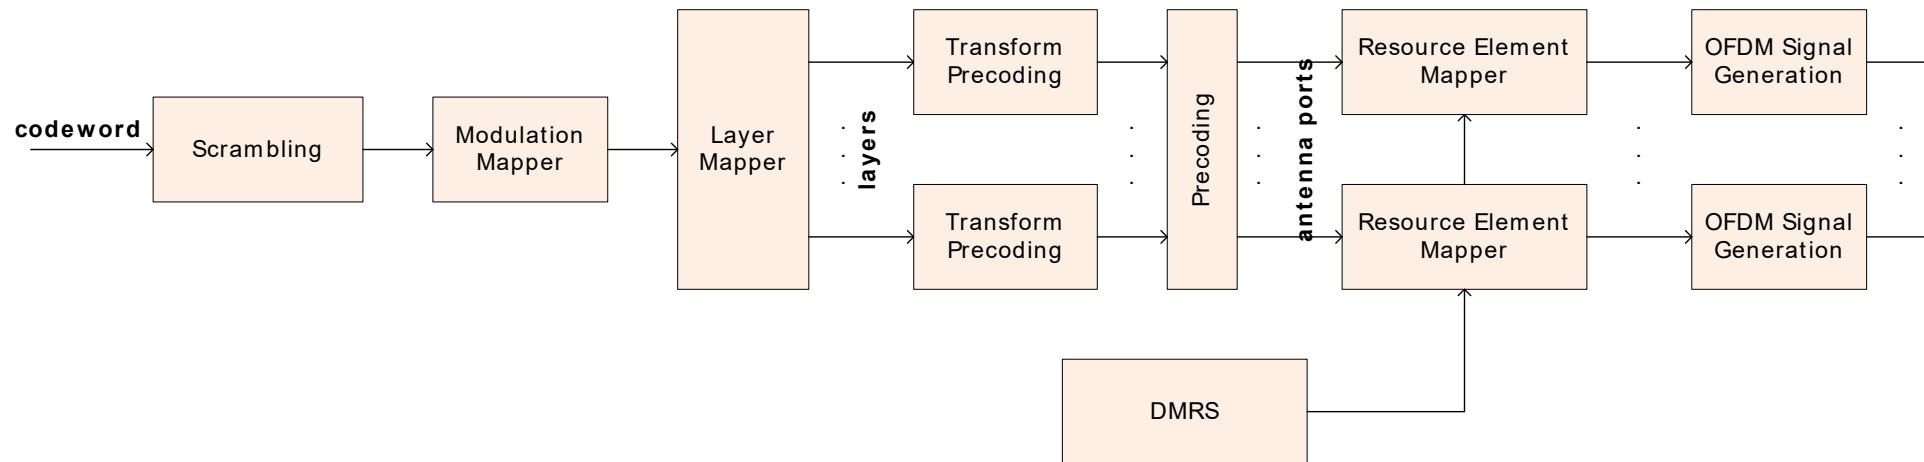 codeword
Scrambling
Modulation
Mapper
Layer
Mapper
layers
Transform
Precoding
Transform
Precoding
Precoding
antenna ports
Resource Element
Mapper
Resource Element
Mapper
OFDM Signal
Generation
OFDM Signal
Generation
DMRS